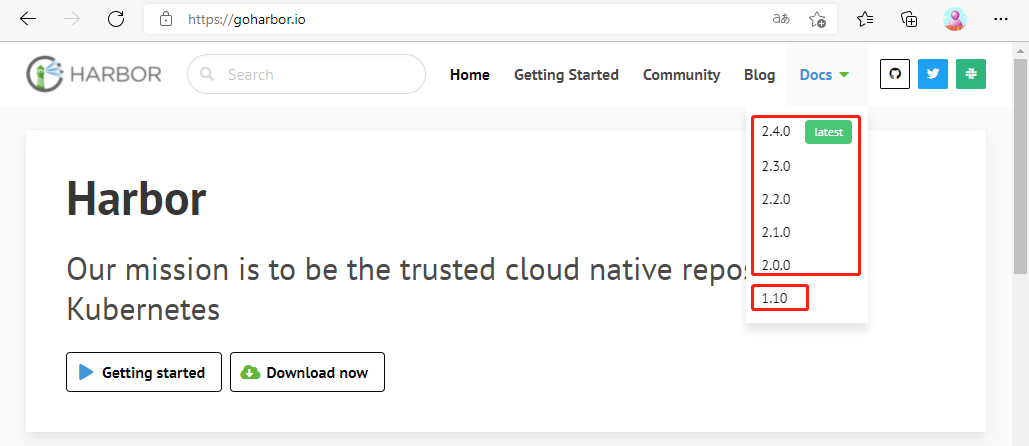 https://goharbor.io
aあ
HARBOR
Search
Home
Getting Started
Community
Blog
Docs
2.4.0 latest
2.3.0
2.2.0
2.1.0
2.0.0
1.10
Harbor
Our mission is to be the trusted cloud native repos
Kubernetes
Getting started
Download now